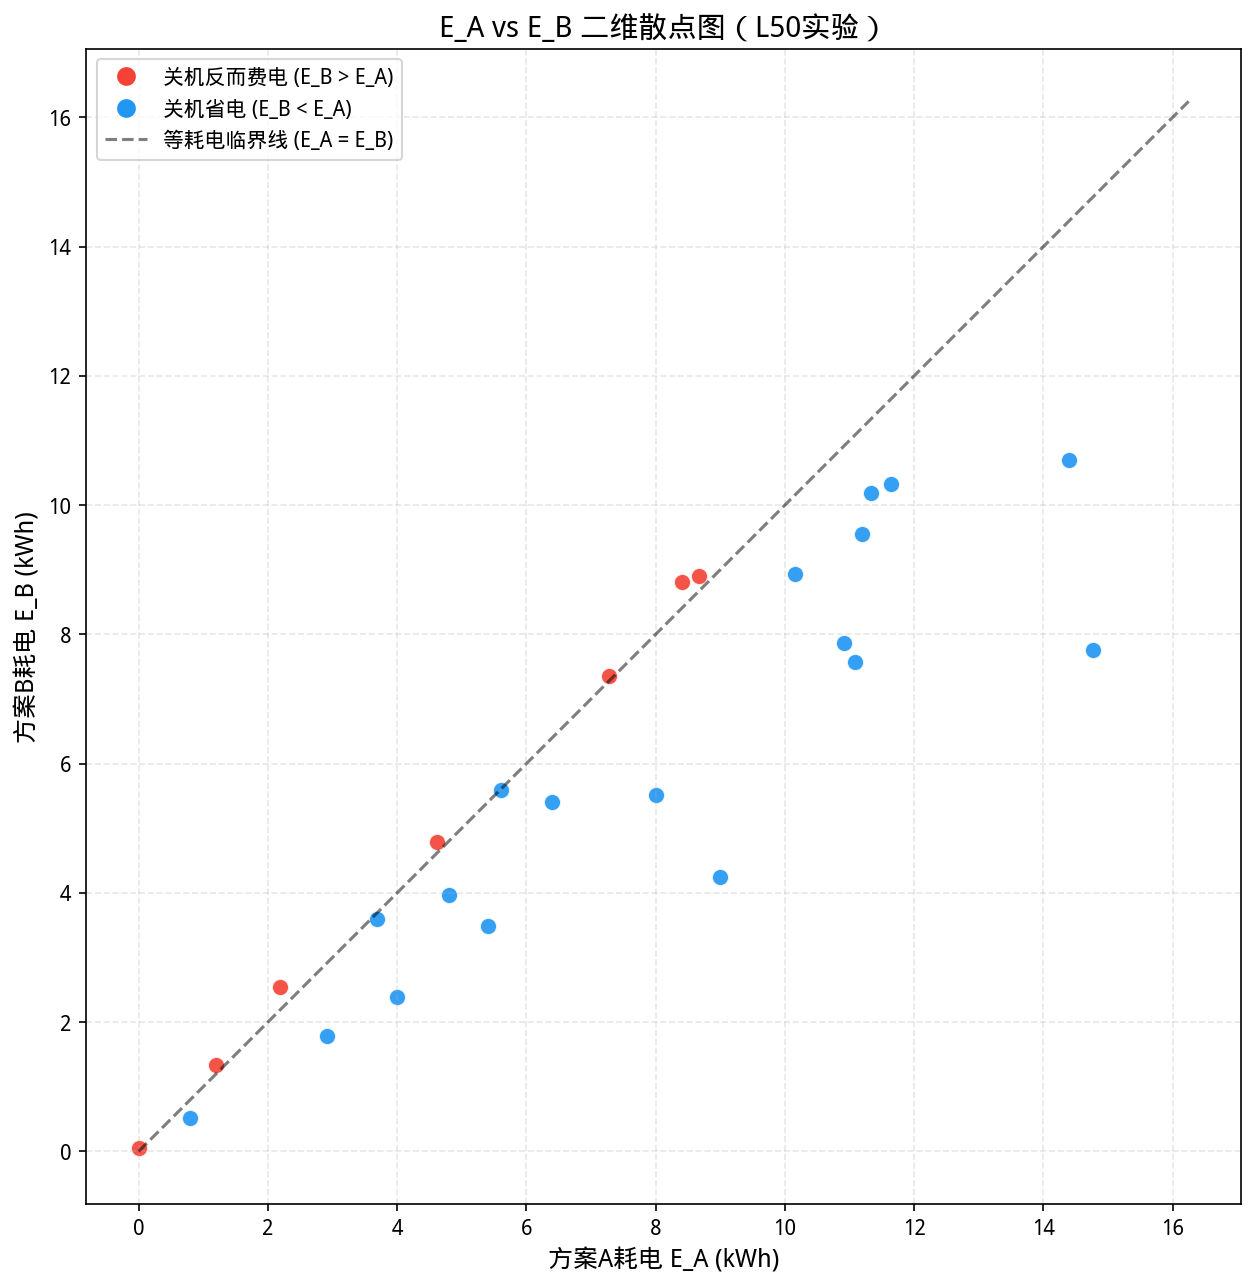 E_A vs E_B 二维散点图（L50实验）
关机反而费电 (E_B > E_A)
关机省电 (E_B < E_A)
等耗电临界线 (E_A = E_B)
方案B耗电 E_B (kWh)
16
14
12
10
8
6
4
2
0
0 2 4 6 8 10 12 14 16
方案A耗电 E_A (kWh)